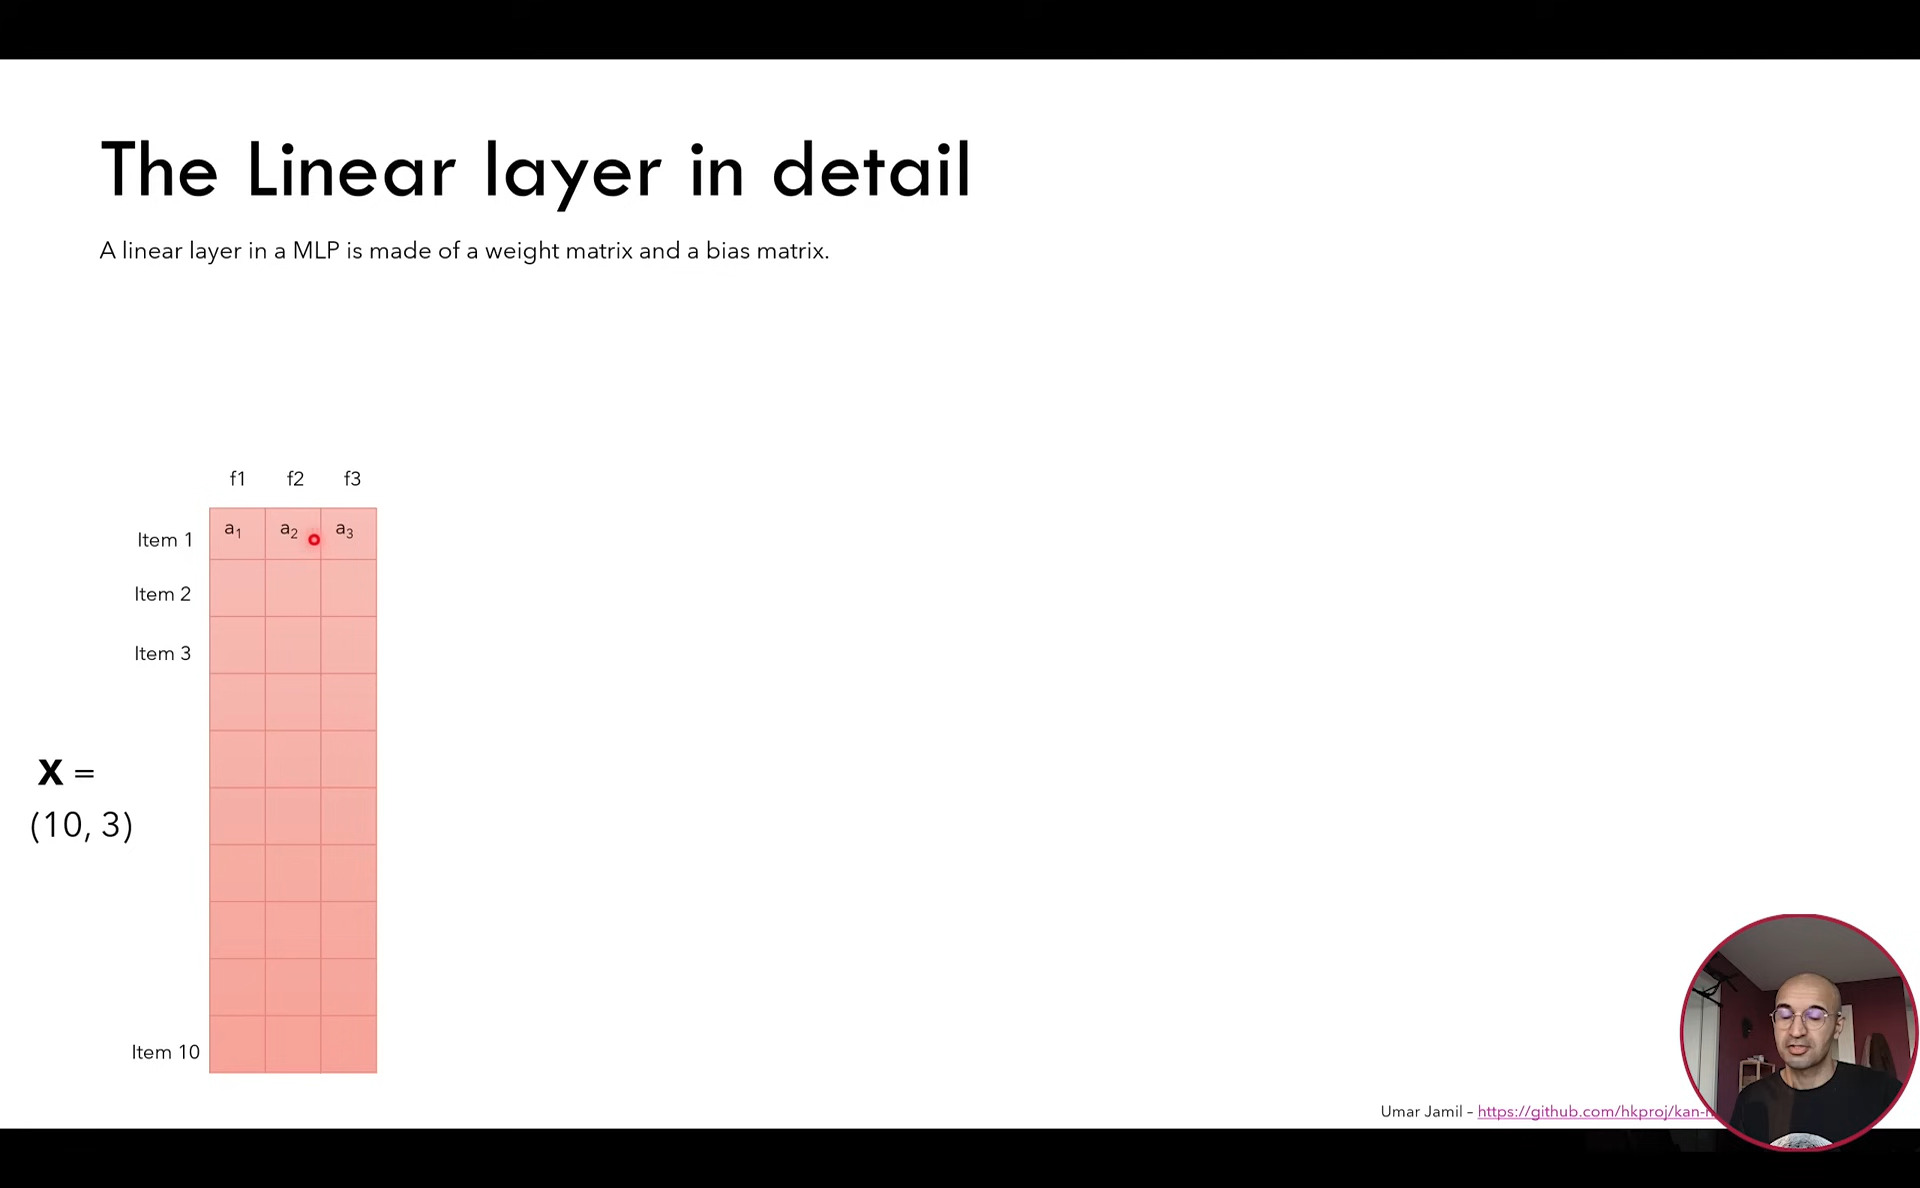 The Linear layer in detail
A linear layer in a MLP is made of a weight matrix and a bias matrix.
f1 f2 f3
Item 1 a₁ a₂ a₃
Item 2
Item 3
X =
(10, 3)
Item 10
Umar Jamil – https://github.com/hkproj/kan-